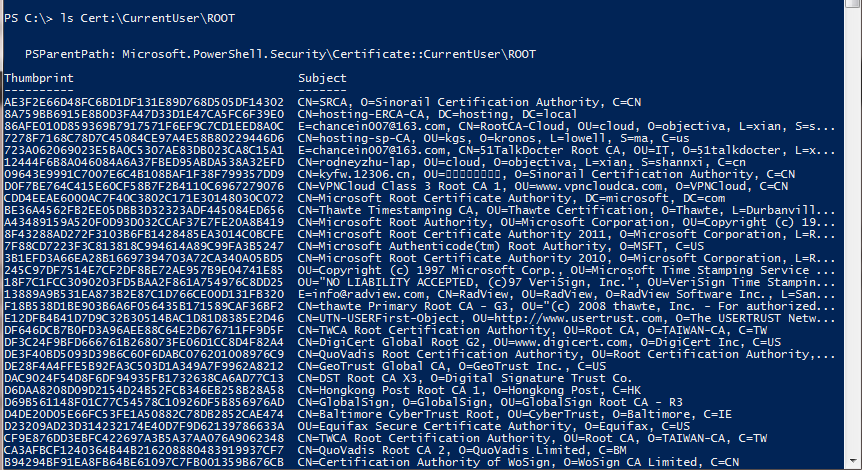 PS C:\> ls Cert:\CurrentUser\ROOT
PSParentPath: Microsoft.PowerShell.Security\Certificate::CurrentUser\ROOT
Thumbprint Subject
---------- -------
AE3F2E66D48FC6BD1DF131E89D768D505DF14302 CN=SRCA, O=Sinorail Certification Authority, C=CN
8A759BB6915E8B0D3FA47D33D1E47CA5FC6F39E0 CN=hosting-ERCA-CA, DC=hosting, DC=local
86AFE010D859369B7917571F6EF9C7CD1EED8A0C E=chancein007@163.com, CN=RootCA-Cloud, OU=cloud, O=objectiva, L=xian, S=s...
7278F7168C78D7C45084CE97A4E58B80229446D6 CN=hosting-sp-CA, OU=kgs, O=kronos, L=lowell, S=ma, C=us
723A062069023E5BA0C5307AE83DB023CA8C15A1 E=chancein007@163.com, CN=51TalkDocter Root CA, OU=IT, O=51talkdocter, L=x...
12444F6B8A046084A6A37FBED95ABDA538A32EFD CN=rodneyzhu-lap, OU=cloud, O=objectiva, L=xian, S=shannxi, C=cn
09643E9991C7007E6C4B108BAF1F38F799357DD9 CN=kyfw.12306.cn, OU=□□□□□□□□, O=Sinorail Certification Authority, C=CN
D0F7BE764C415E60CF58B7F2B4110C6967279076 CN=VPNCloud Class 3 Root CA 1, OU=www.vpncloudca.com, O=VPNCloud, C=CN
CDD4EEAE6000AC7F40C3802C171E30148030C072 CN=Microsoft Root Certificate Authority, DC=microsoft, DC=com
BE36A4562FB2EE05DBB3D32323ADF445084ED656 CN=Thawte Timestamping CA, OU=Thawte Certification, O=Thawte, L=Durbanvill...
A43489159A520F0D93D032CCAF37E7FE20A8B419 CN=Microsoft Root Authority, OU=Microsoft Corporation, OU=Copyright (c) 19...
8F43288AD272F3103B6FB1428485EA3014C0BCFE CN=Microsoft Root Certificate Authority 2011, O=Microsoft Corporation, L=R...
7F88CD7223F3C813818C994614A89C99FA3B5247 CN=Microsoft Authenticode(tm) Root Authority, O=MSFT, C=US
3B1EFD3A66EA28B16697394703A72CA340A05BD5 CN=Microsoft Root Certificate Authority 2010, O=Microsoft Corporation, L=R...
245C97DF7514E7CF2DF8BE72AE957B9E04741E85 OU=Copyright (c) 1997 Microsoft Corp., OU=Microsoft Time Stamping Service ...
18F7C1FCC3090203FD5BAA2F861A754976C8DD25 OU="NO LIABILITY ACCEPTED, (c)97 VeriSign, Inc.", OU=VeriSign Time Stampin...
13889A9B531EA873B2E87C1D766CE00D131FB320 E=info@radview.com, CN=RadView, OU=RadView, O=RadView Software Inc., L=San...
F18B538D1BE903B6A6F056435B171589CAF36BF2 CN=thawte Primary Root CA - G3, OU="(c) 2008 thawte, Inc. - For authorized...
E12DFB4B41D7D9C32B30514BAC1D81D8385E2D46 CN=UTN-USERFirst-Object, OU=http://www.usertrust.com, O=The USERTRUST Netw...
DF646DCB7B0FD3A96AEE88C64E2D676711FF9D5F CN=TWCA Root Certification Authority, OU=Root CA, O=TAIWAN-CA, C=TW
DF3C24F9BFD666761B268073FE06D1CC8D4F82A4 CN=DigiCert Global Root G2, OU=www.digicert.com, O=DigiCert Inc, C=US
DE3F40BD5093D39B6C60F6DABC076201008976C9 CN=QuoVadis Root Certification Authority, OU=Root Certification Authority,...
DE28F4A4FFE5B92FA3C503D1A349A7F9962A8212 CN=GeoTrust Global CA, O=GeoTrust Inc., C=US
DAC9024F54D8F6DF94935FB1732638CA6AD77C13 CN=DST Root CA X3, O=Digital Signature Trust Co.
D6DAA8208D09D2154D24B52FCB346EB258B28A58 CN=Hongkong Post Root CA 1, O=Hongkong Post, C=HK
D69B561148F01C77C54578C10926DF5B856976AD CN=GlobalSign, O=GlobalSign, OU=GlobalSign Root CA - R3
D4DE20D05E66FC53FE1A50882C78DB2852CAE474 CN=Baltimore CyberTrust Root, OU=CyberTrust, O=Baltimore, C=IE
D23209AD23D314232174E40D7F9D62139786633A OU=Equifax Secure Certificate Authority, O=Equifax, C=US
CF9E876DD3EBFC422697A3B5A37AA076A9062348 CN=TWCA Root Certification Authority, OU=Root CA, O=TAIWAN-CA, C=TW
CA3AFBCF1240364B44B216208880483919937CF7 CN=QuoVadis Root CA 2, O=QuoVadis Limited, C=BM
B94294BF91EA8FB64BE61097C7FB001359B676CB CN=Certification Authority of WoSign, O=WoSign CA Limited, C=CN